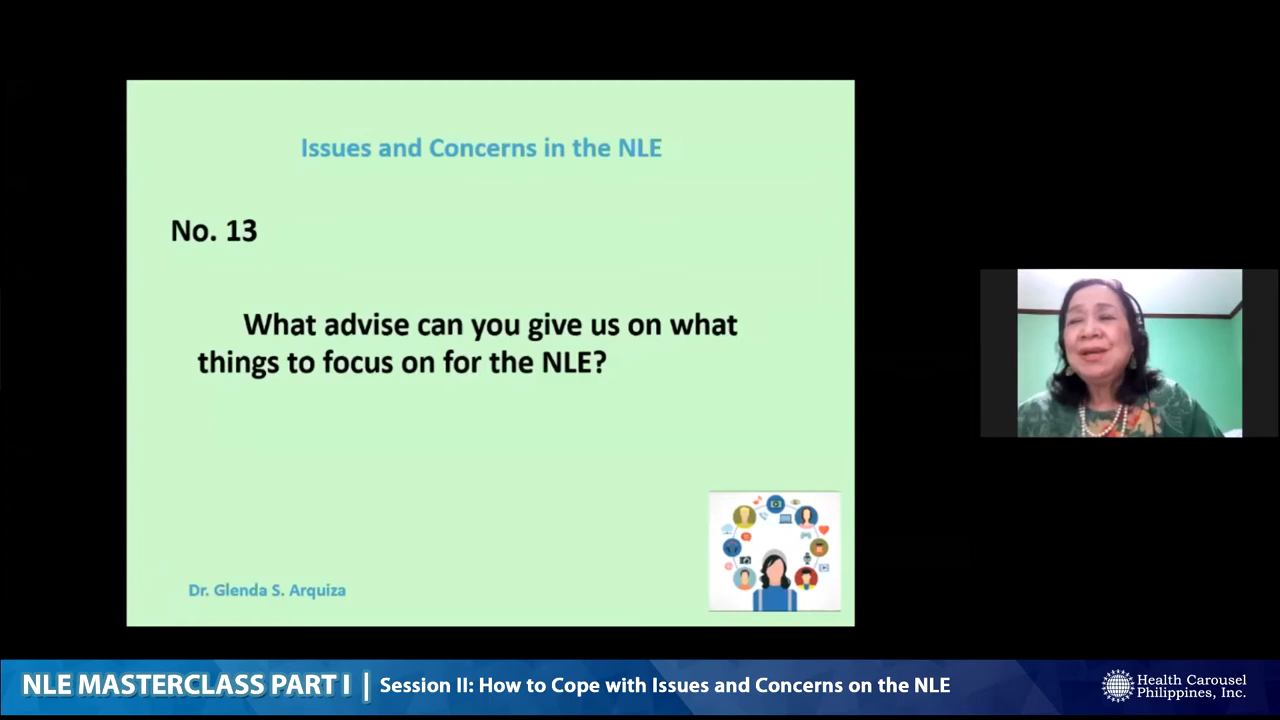 Issues and Concerns in the NLE
No. 13
What advise can you give us on what
things to focus on for the NLE?
Dr. Glenda S. Arquiza
NLE MASTERCLASS PART I | Session II: How to Cope with Issues and Concerns on the NLE
Health Carousel
Philippines, Inc.